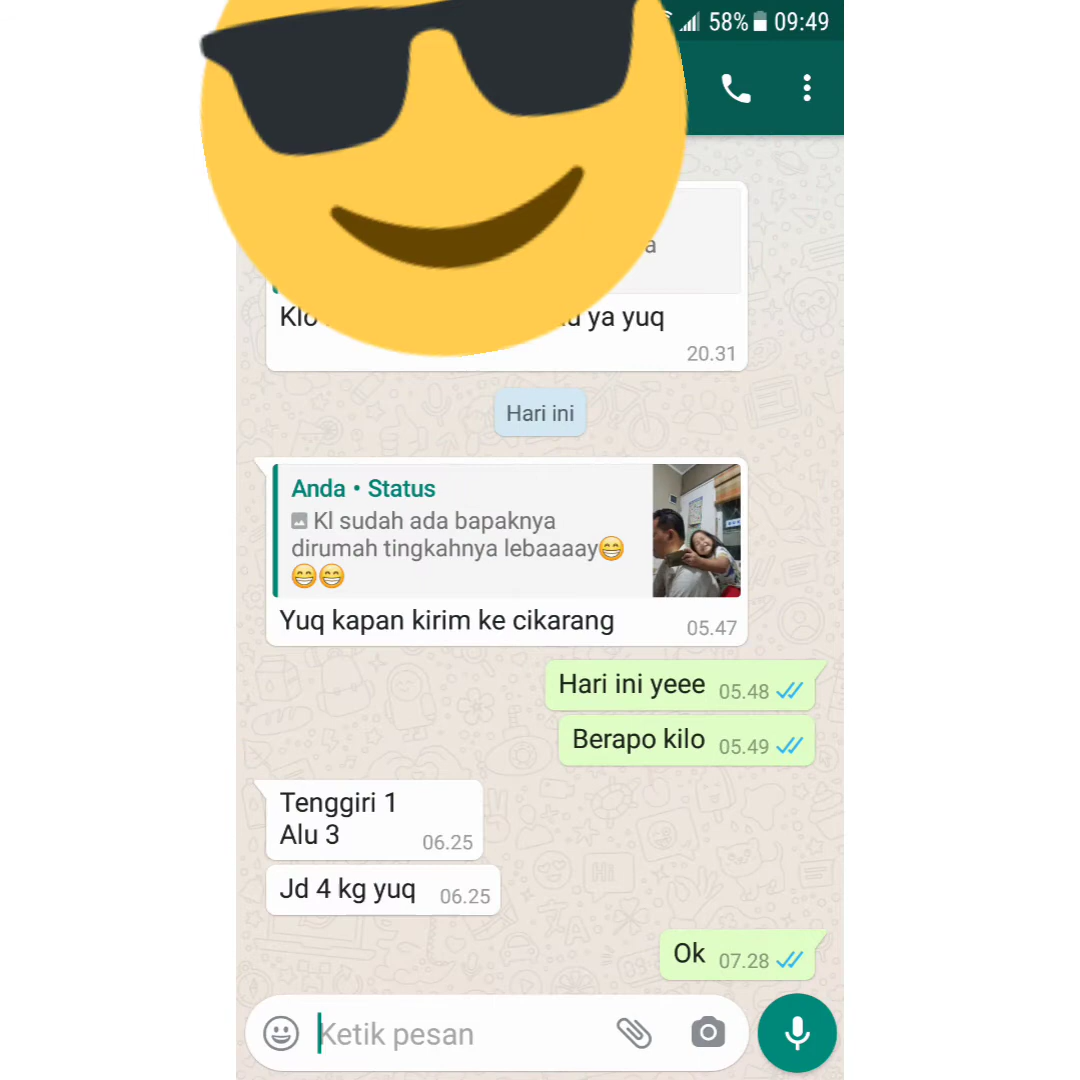 58% 09:49
a
ya yuq
20.31
Hari ini
Anda • Status
Kl sudah ada bapaknya
dirumah tingkahnya lebaaaay😁
😁😁
Yuq kapan kirim ke cikarang
05.47
Hari ini yeee 05.48
Berapo kilo 05.49
Tenggiri 1
Alu 3 06.25
Jd 4 kg yuq 06.25
Ok 07.28
Ketik pesan